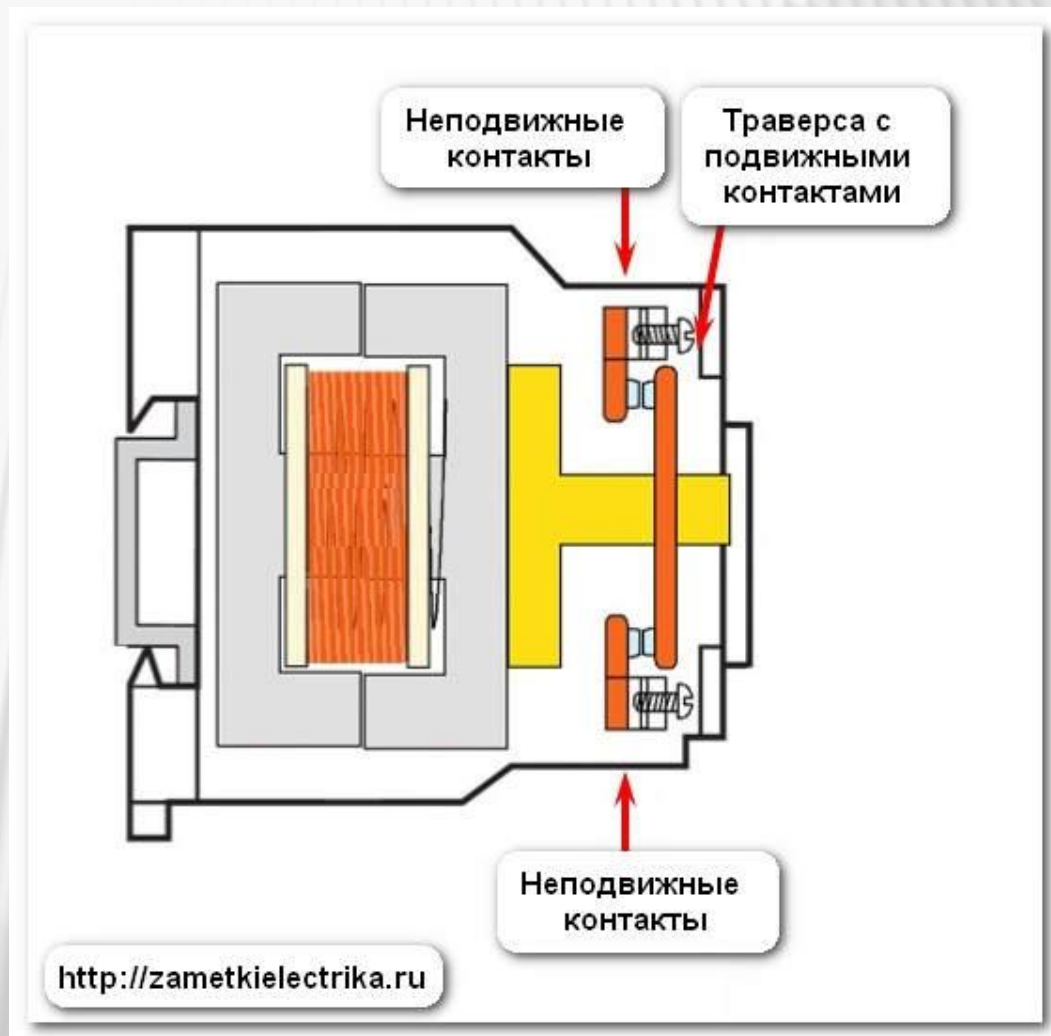 Неподвижные
контакты
Траверса с
подвижными
контактами
Неподвижные
контакты
http://zametkielectrika.ru